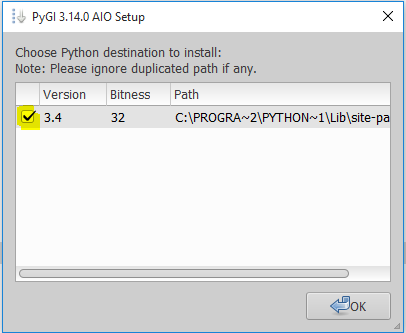 PyGI 3.14.0 AIO Setup
Choose Python destination to install:
Note: Please ignore duplicated path if any.
Version Bitness Path
3.4 32 C:\PROGRA~2\PYTHON~1\Lib\site-pa
OK